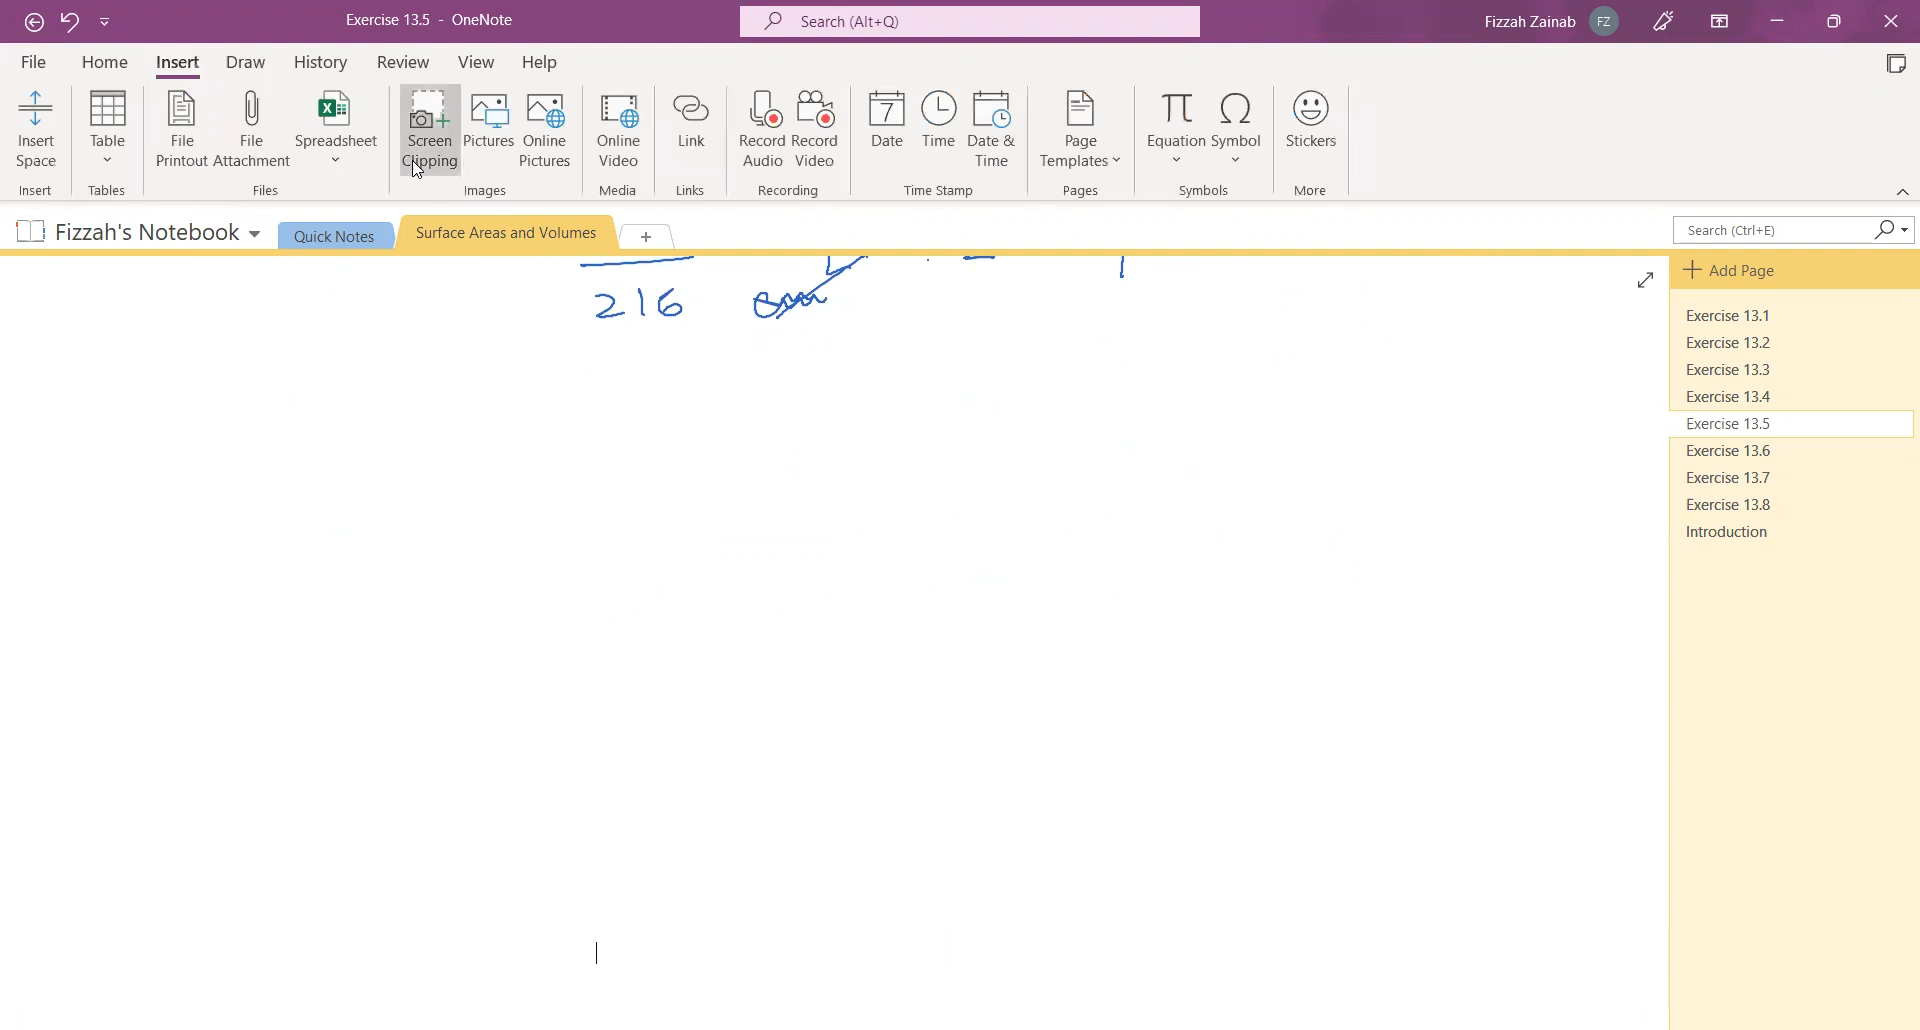 Exercise 13.5 - OneNote
Search (Alt+Q)
Fizzah Zainab FZ
File Home Insert Draw History Review View Help
Insert Space
Table
File Printout
File Attachment
Spreadsheet
Screen Clipping
Pictures
Online Pictures
Online Video
Link
Record Audio
Record Video
7
Date
Time
Date & Time
Page Templates
Equation
Symbol
Stickers
Insert Tables Files Images Media Links Recording Time Stamp Pages Symbols More
Fizzah's Notebook Quick Notes Surface Areas and Volumes +
Search (Ctrl+E)
Add Page
216
Exercise 13.1
Exercise 13.2
Exercise 13.3
Exercise 13.4
Exercise 13.5
Exercise 13.6
Exercise 13.7
Exercise 13.8
Introduction